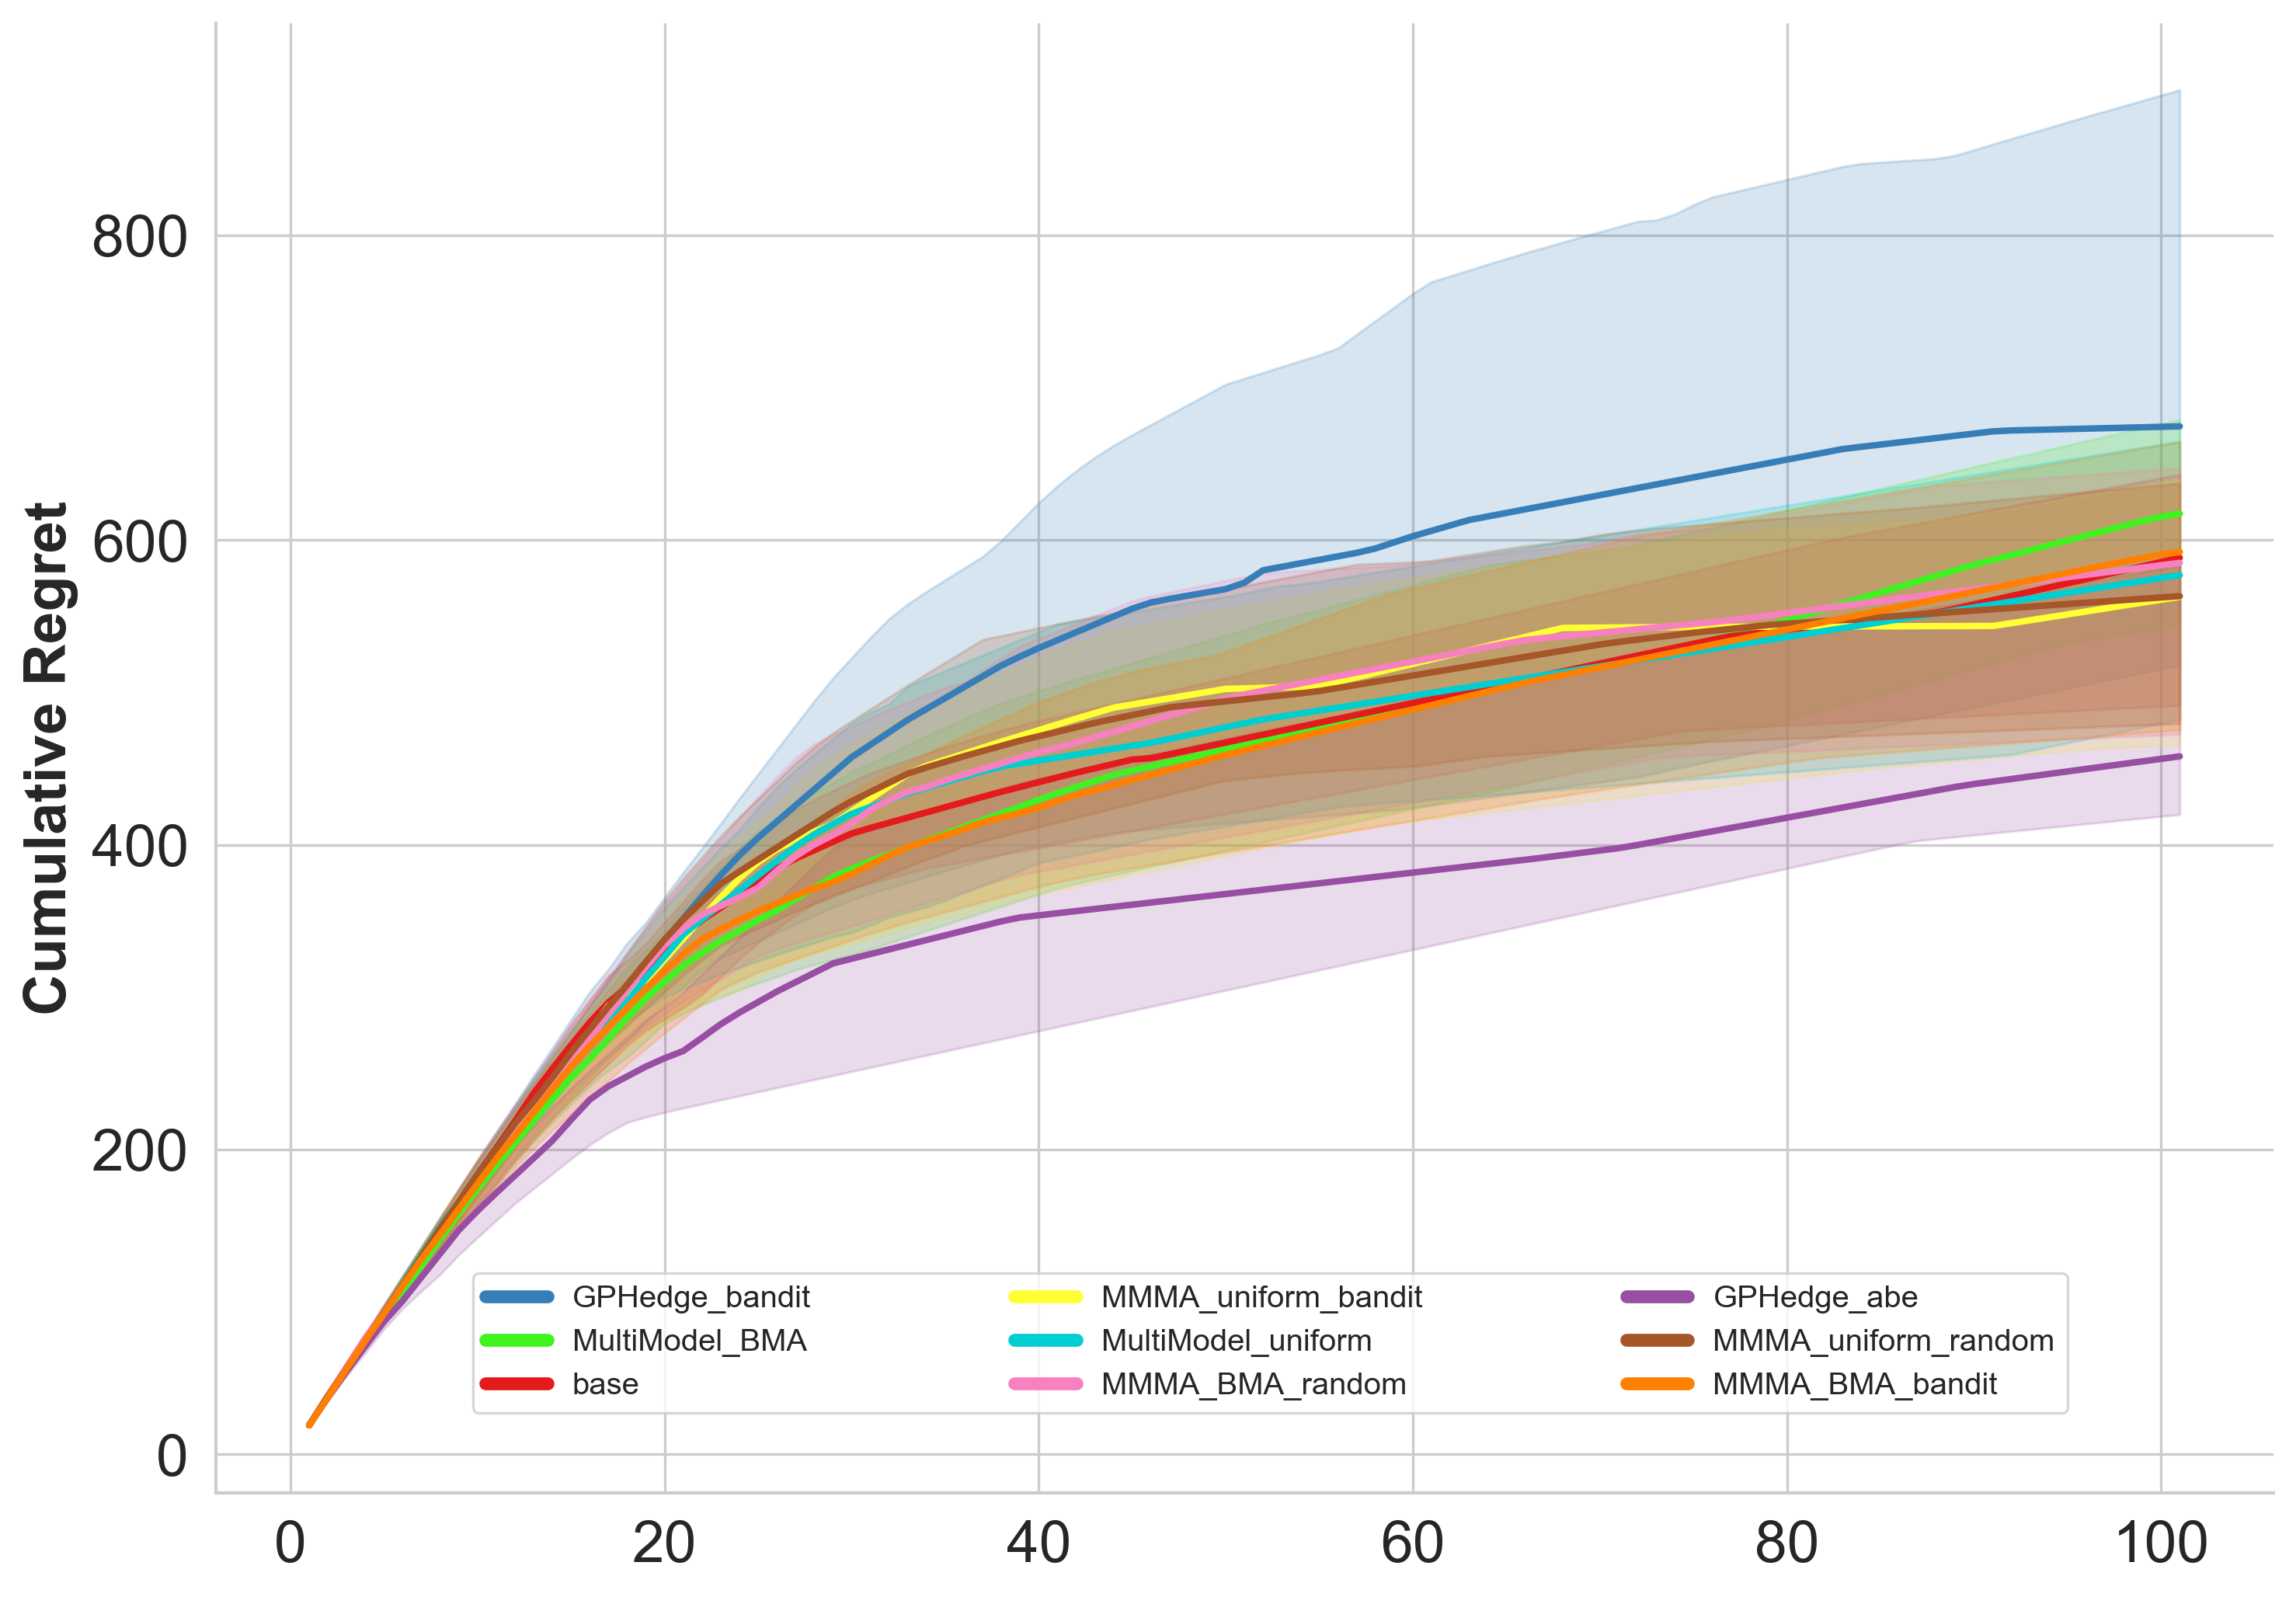 Cumulative Regret
800
600
400
200
0
GPHedge_bandit
MultiModel_BMA
base
MMMA_uniform_bandit
MultiModel_uniform
MMMA_BMA_random
GPHedge_abe
MMMA_uniform_random
MMMA_BMA_bandit
0 20 40 60 80 100